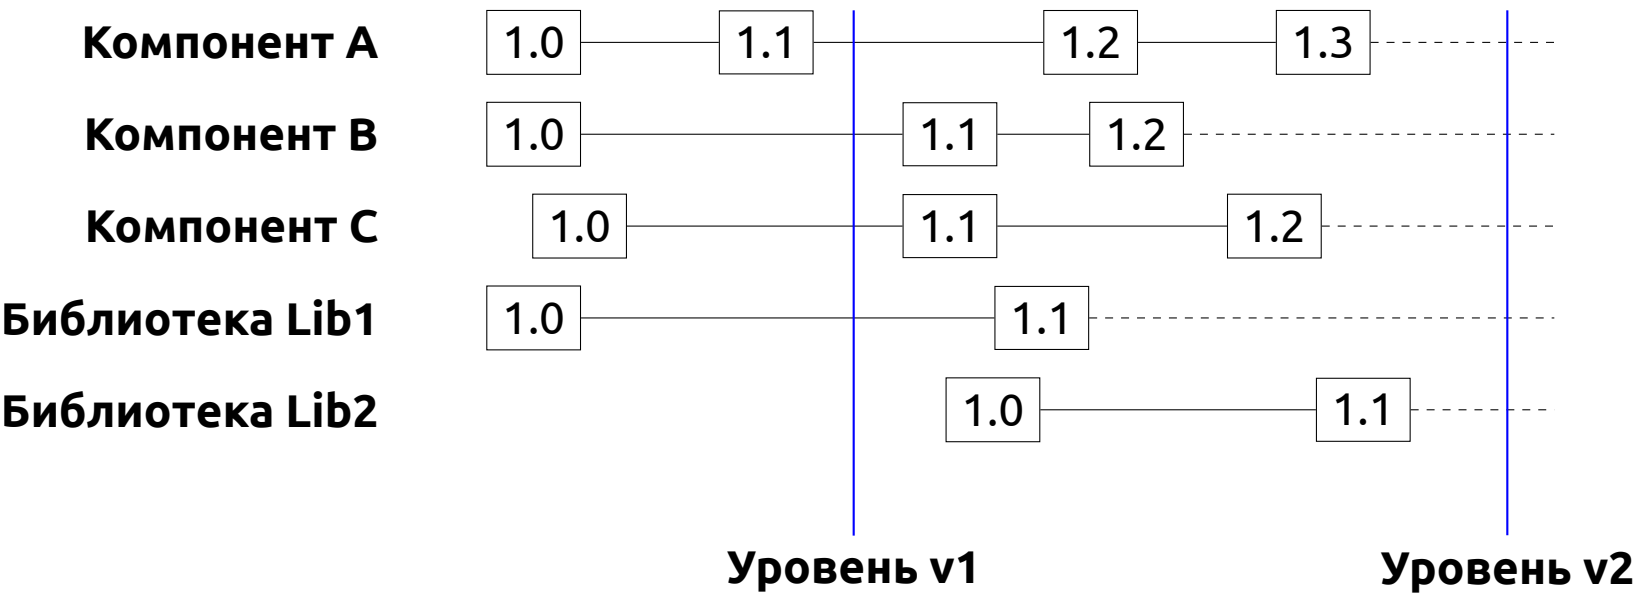 Компонент A 1.0 1.1 1.2 1.3
Компонент B 1.0 1.1 1.2
Компонент C 1.0 1.1 1.2
Библиотека Lib1 1.0 1.1
Библиотека Lib2 1.0 1.1
Уровень v1 Уровень v2